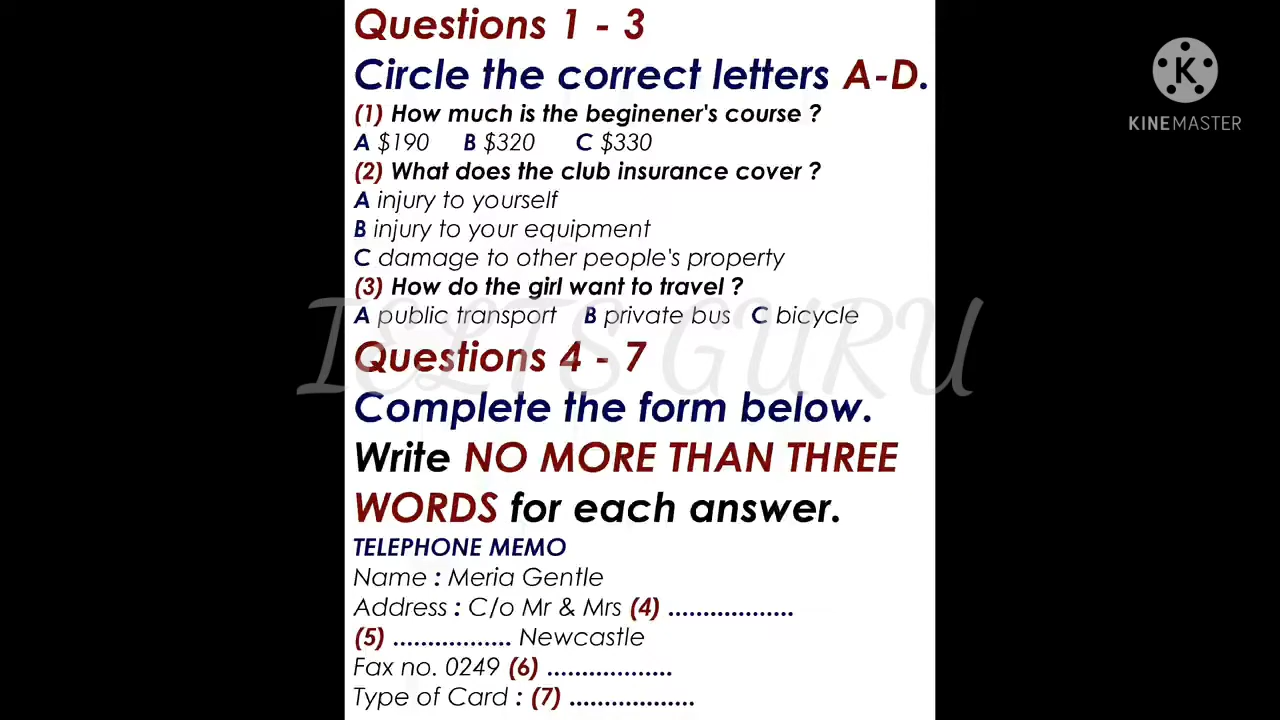 Questions 1 - 3
Circle the correct letters A-D.
(1) How much is the beginener's course ?
A $190 B $320 C $330
(2) What does the club insurance cover ?
A injury to yourself
B injury to your equipment
C damage to other people's property
(3) How do the girl want to travel ?
A public transport B private bus C bicycle
IELTS GURU
Questions 4 - 7
Complete the form below.
Write NO MORE THAN THREE
WORDS for each answer.
TELEPHONE MEMO
Name : Meria Gentle
Address : C/o Mr & Mrs (4) ..................
(5) ................. Newcastle
Fax no. 0249 (6) ..................
Type of Card : (7) ..................
K
KINEMASTER